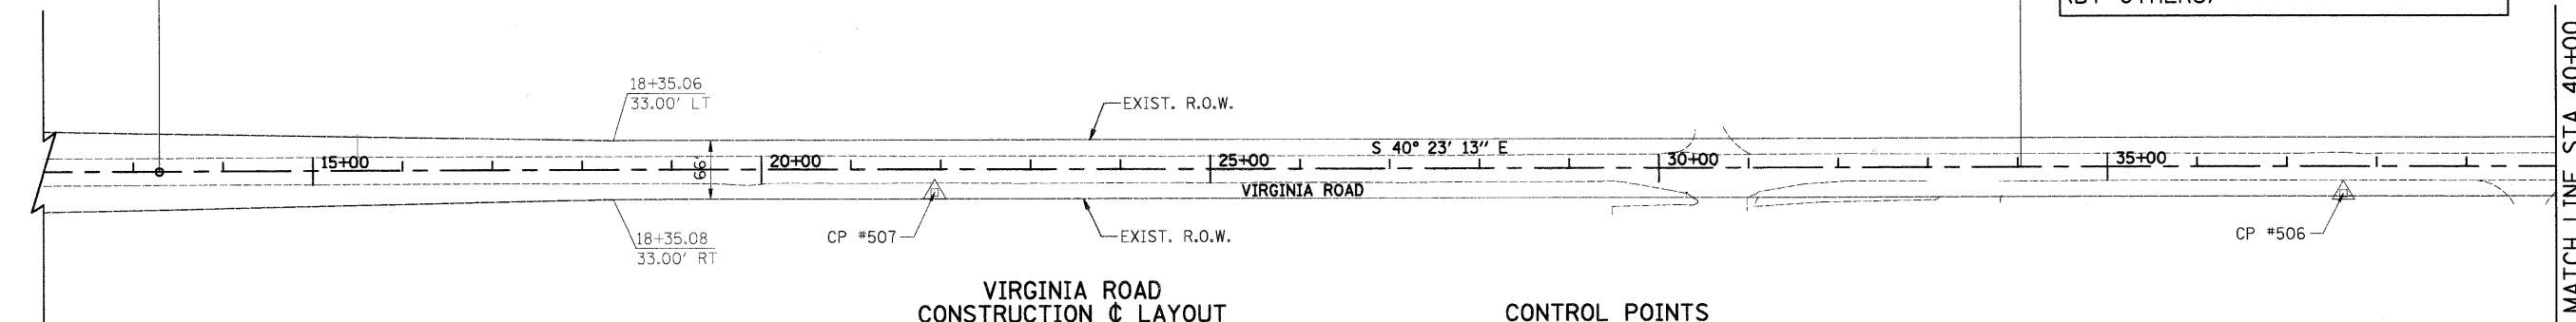 18+35.06
33.00' LT
EXIST. R.O.W.
S 40° 23' 13" E
15+00
20+00
25+00
30+00
35+00
66'
VIRGINIA ROAD
18+35.08
33.00' RT
CP #507
EXIST. R.O.W.
CP #506
MATCH LINE STA. 40+00
VIRGINIA ROAD
CONSTRUCTION ℄ LAYOUT
CONTROL POINTS